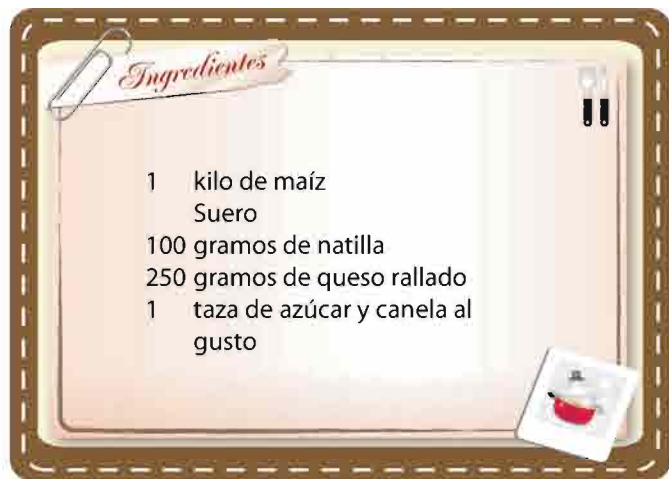 Ingredientes
1 kilo de maíz
Suero
100 gramos de natilla
250 gramos de queso rallado
1 taza de azúcar y canela al
gusto